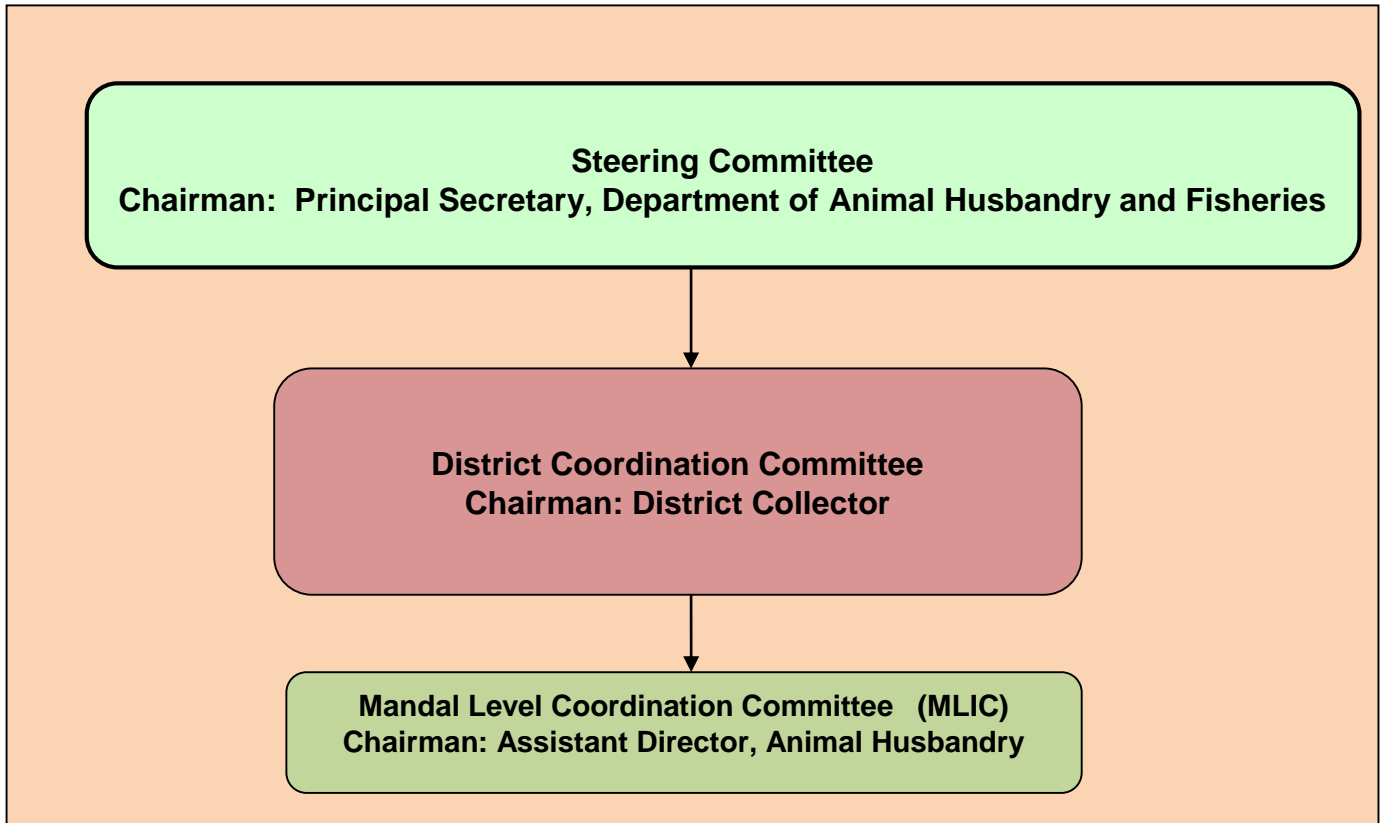 Steering Committee
Chairman:  Principal Secretary, Department of Animal Husbandry and Fisheries
District Coordination Committee
Chairman: District Collector
Mandal Level Coordination Committee   (MLIC)
Chairman: Assistant Director, Animal Husbandry